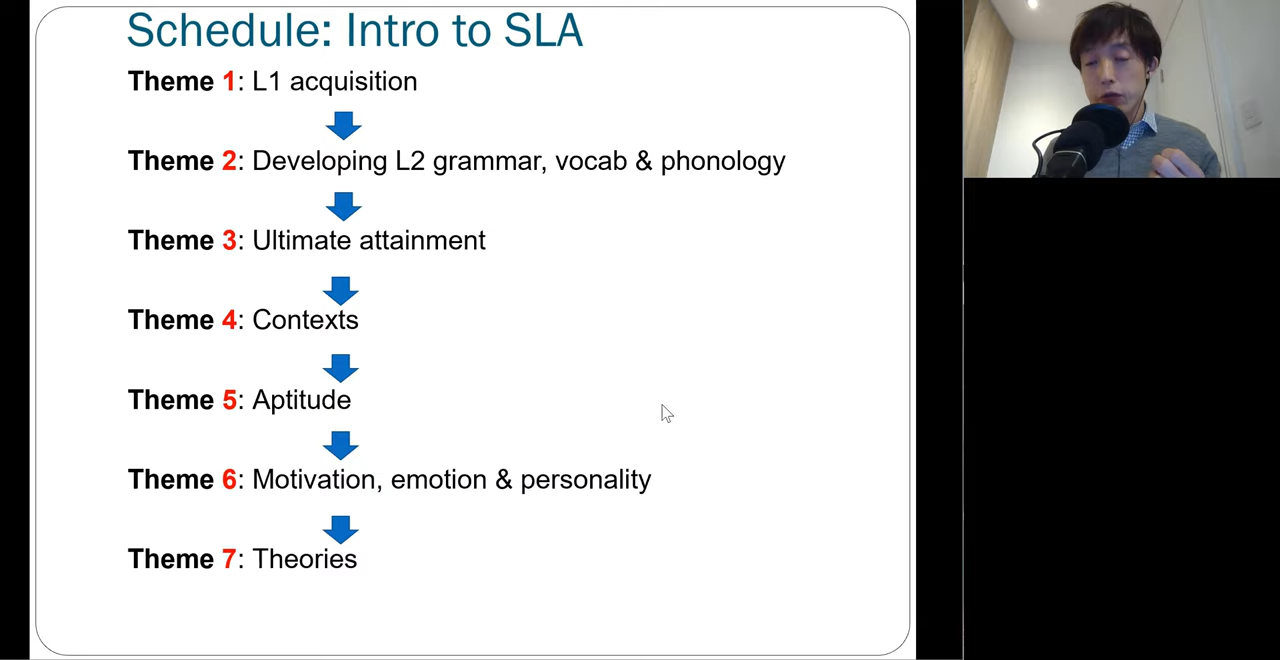 Schedule: Intro to SLA
Theme 1: L1 acquisition
Theme 2: Developing L2 grammar, vocab & phonology
Theme 3: Ultimate attainment
Theme 4: Contexts
Theme 5: Aptitude
Theme 6: Motivation, emotion & personality
Theme 7: Theories